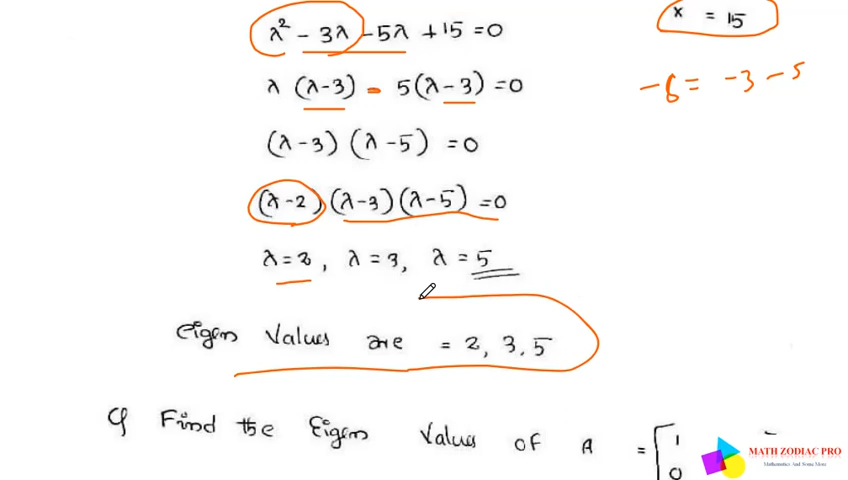 λ² − 3λ − 5λ + 15 = 0
x = 15
λ (λ−3) - 5(λ−3) = 0
−8 = −3 − 5
(λ−3) (λ−5) = 0
(λ−2) (λ−3) (λ−5) = 0
λ = 2, λ = 3, λ = 5
Eigen Values are = 2, 3, 5
Find the Eigen Values OF A = [ 1
0
MATH ZODIAC PRO
Mathematics And Some More